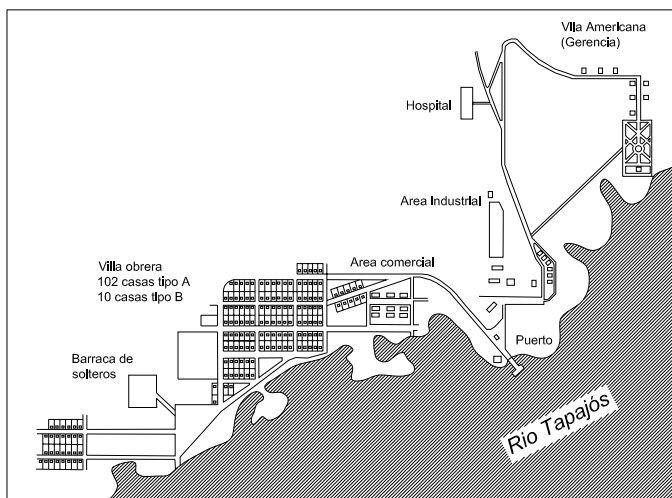 Vila Americana
(Gerencia)
Hospital
Area Industrial
Area comercial
Villa obrera
102 casas tipo A
10 casas tipo B
Puerto
Barraca de
solteros
Rio Tapajós